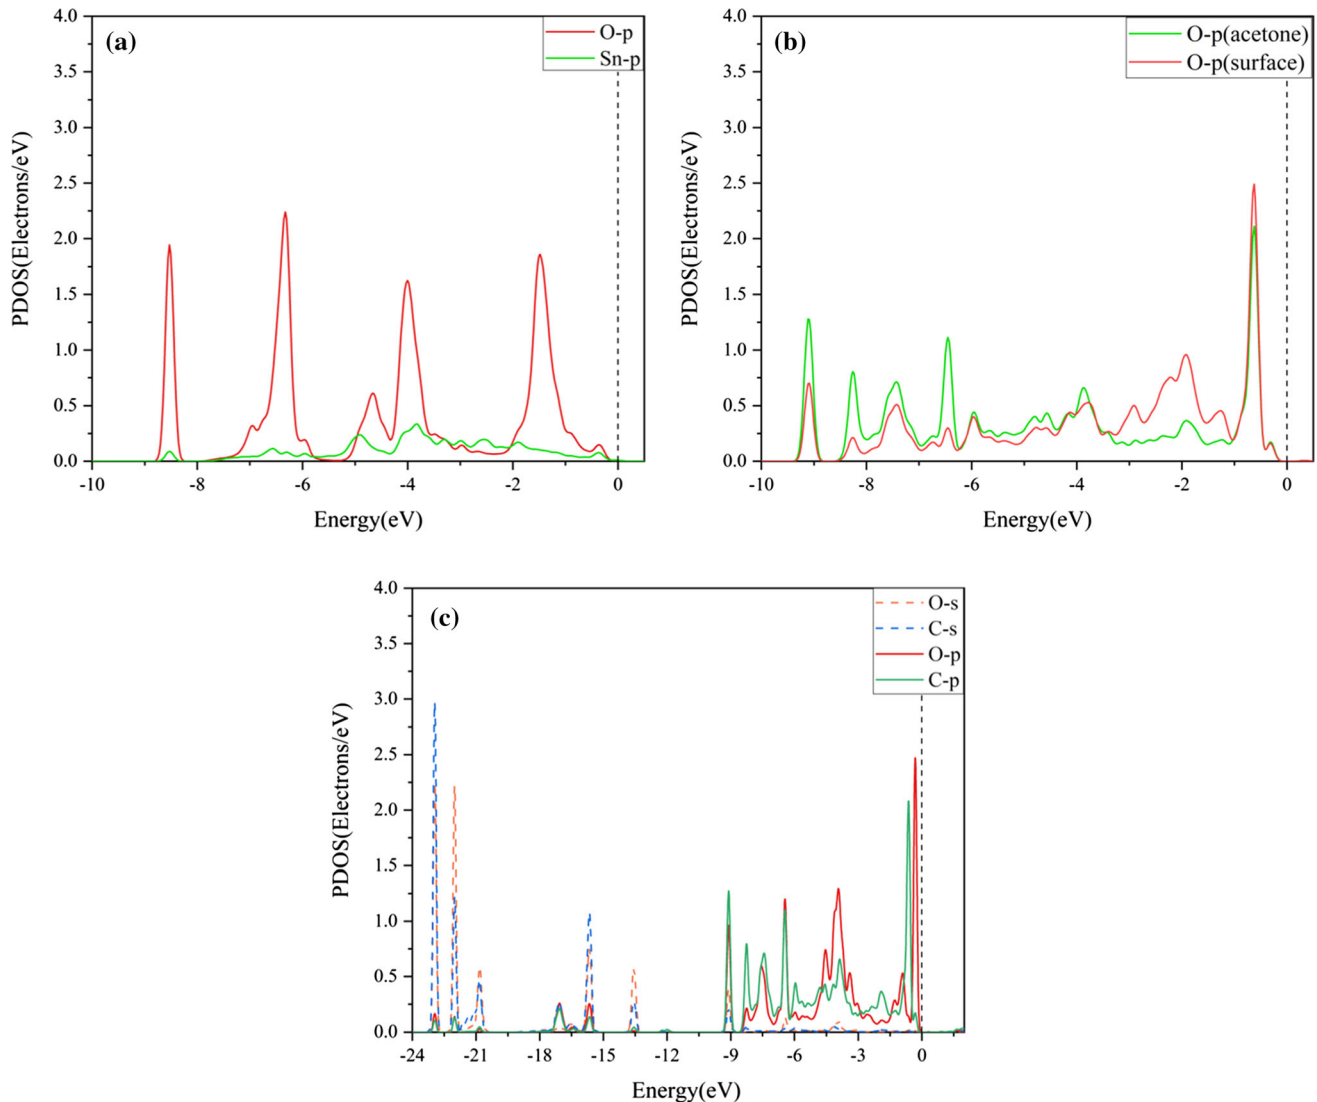 (a)
O-p
Sn-p
4.0
3.5
3.0
2.5
2.0
1.5
1.0
0.5
0.0
PDOS(Electrons/eV)
-10 -8 -6 -4 -2 0
Energy(eV)
(b)
O-p(acetone)
O-p(surface)
4.0
3.5
3.0
2.5
2.0
1.5
1.0
0.5
0.0
PDOS(Electrons/eV)
-10 -8 -6 -4 -2 0
Energy(eV)
(c)
O-s
C-s
O-p
C-p
4.0
3.5
3.0
2.5
2.0
1.5
1.0
0.5
0.0
PDOS(Electrons/eV)
-24 -21 -18 -15 -12 -9 -6 -3 0
Energy(eV)